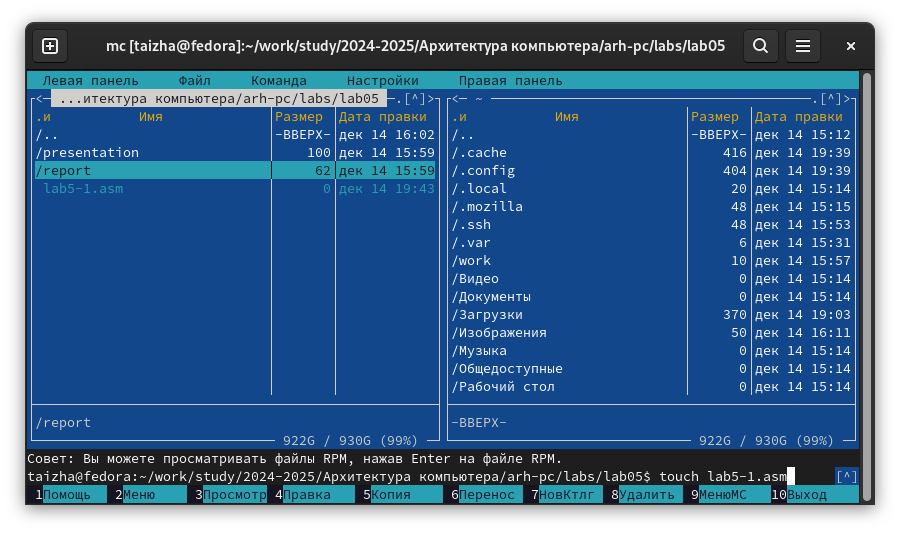 mc [taizha@fedora]:~/work/study/2024-2025/Архитектура компьютера/arh-pc/labs/lab05
Левая панель Файл Команда Настройки Правая панель
<— ...итектура компьютера/arh-pc/labs/lab05 —.[^]> <— ~ —.[^]>
.и Имя Размер Дата правки .и Имя Размер Дата правки
/.. -ВВЕРХ- дек 14 16:02 /.. -ВВЕРХ- дек 14 15:12
/presentation 100 дек 14 15:59 /.cache 416 дек 14 19:39
/report 62 дек 14 15:59 /.config 404 дек 14 19:39
lab5-1.asm 0 дек 14 19:43 /.local 20 дек 14 15:14
/.mozilla 48 дек 14 15:15
/.ssh 48 дек 14 15:53
/.var 6 дек 14 15:31
/work 10 дек 14 15:57
/Видео 0 дек 14 15:14
/Документы 0 дек 14 15:14
/Загрузки 370 дек 14 19:03
/Изображения 50 дек 14 16:11
/Музыка 0 дек 14 15:14
/Общедоступные 0 дек 14 15:14
/Рабочий стол 0 дек 14 15:14
/report -ВВЕРХ-
922G / 930G (99%) 922G / 930G (99%)
Совет: Вы можете просматривать файлы RPM, нажав Enter на файле RPM.
taizha@fedora:~/work/study/2024-2025/Архитектура компьютера/arh-pc/labs/lab05$ touch lab5-1.asm [^]
1Помощь 2Меню 3Просмотр 4Правка 5Копия 6Перенос 7НовКтлг 8Удалить 9МенюMC 10Выход